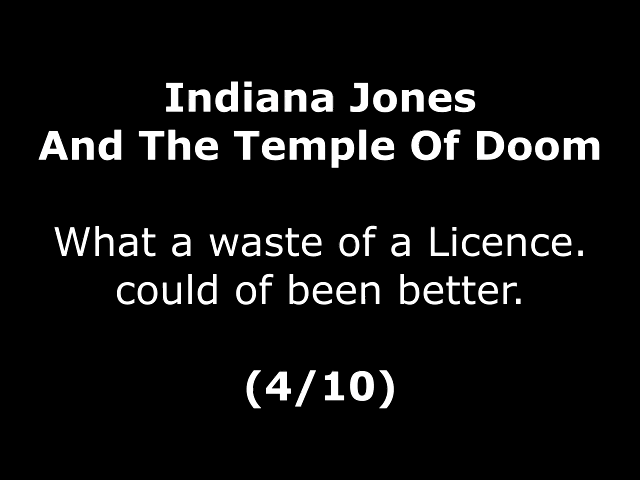 Indiana Jones
And The Temple Of Doom
What a waste of a Licence.
could of been better.
(4/10)